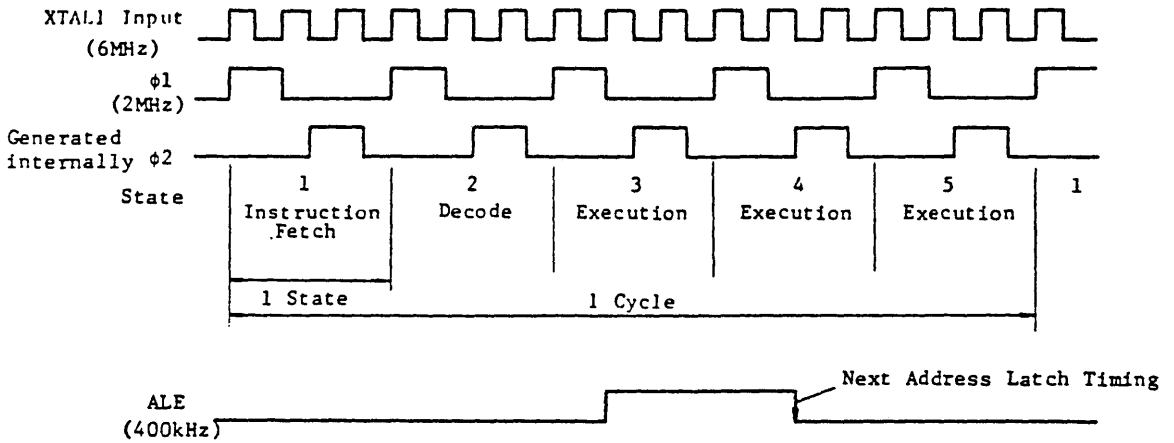 XTAL1 Input
(6MHz)
φ1
(2MHz)
Generated
internally φ2
State
1 2 3 4 5 1
Instruction Decode Execution Execution Execution
.Fetch
1 State 1 Cycle
Next Address Latch Timing
ALE
(400kHz)